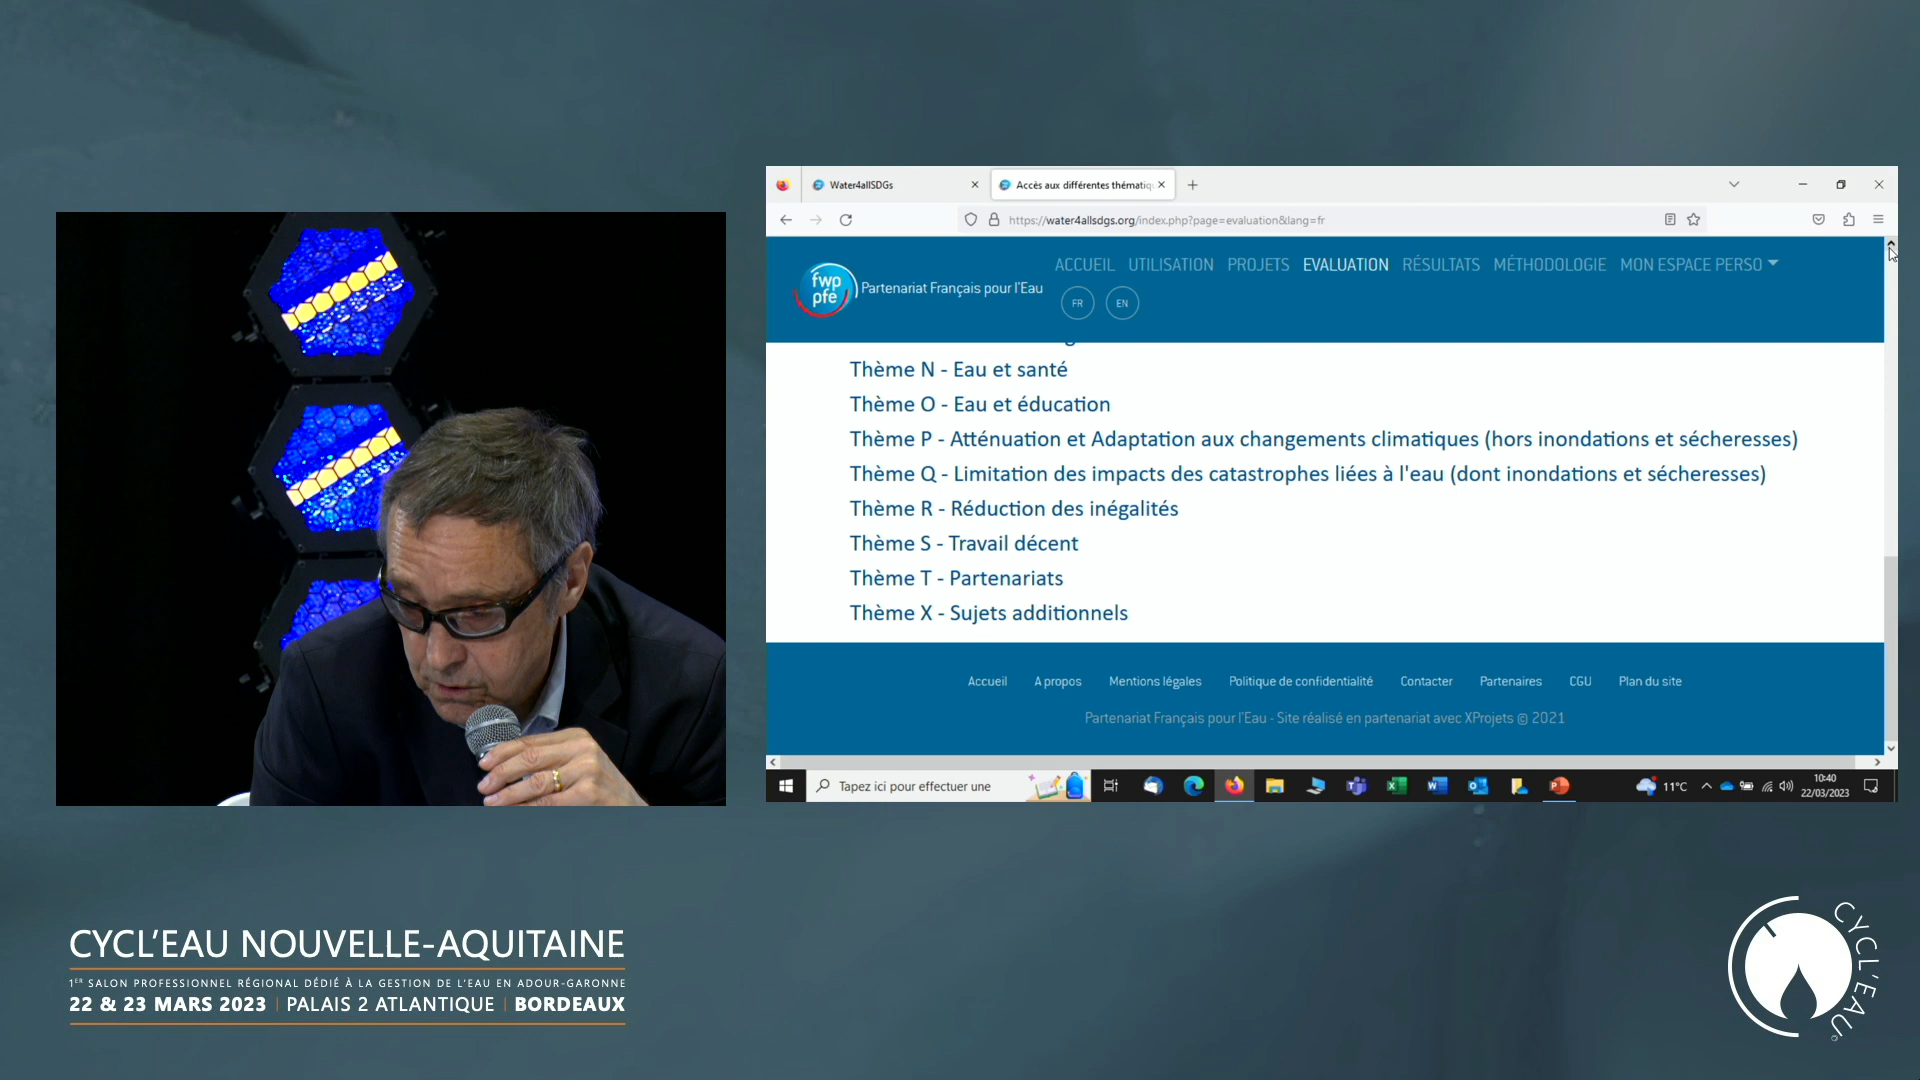 Water4allSDGs
Accès aux différentes thématiq
https://water4allsdgs.org/index.php?page=evaluation&lang=fr
fwp
pfe
Partenariat Français pour l'Eau
ACCUEIL UTILISATION PROJETS EVALUATION RÉSULTATS MÉTHODOLOGIE MON ESPACE PERSO
FR EN
Thème N - Eau et santé
Thème O - Eau et éducation
Thème P - Atténuation et Adaptation aux changements climatiques (hors inondations et sécheresses)
Thème Q - Limitation des impacts des catastrophes liées à l'eau (dont inondations et sécheresses)
Thème R - Réduction des inégalités
Thème S - Travail décent
Thème T - Partenariats
Thème X - Sujets additionnels
Accueil A propos Mentions légales Politique de confidentialité Contacter Partenaires CGU Plan du site
Partenariat Français pour l'Eau - Site réalisé en partenariat avec XProjets © 2021
Tapez ici pour effectuer une
11°C
10:40
22/03/2023
CYCL'EAU NOUVELLE-AQUITAINE
1ER SALON PROFESSIONNEL RÉGIONAL DÉDIÉ À LA GESTION DE L'EAU EN ADOUR-GARONNE
22 & 23 MARS 2023 | PALAIS 2 ATLANTIQUE | BORDEAUX
CYCL'EAU